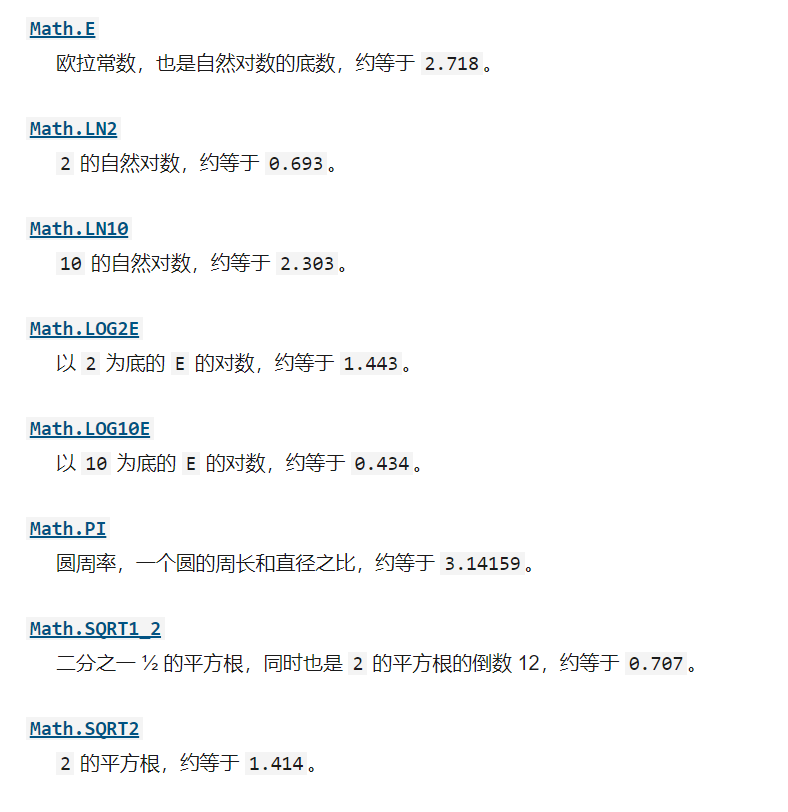 Math.E
欧拉常数，也是自然对数的底数，约等于 2.718。
Math.LN2
2 的自然对数，约等于 0.693。
Math.LN10
10 的自然对数，约等于 2.303。
Math.LOG2E
以 2 为底的 E 的对数，约等于 1.443。
Math.LOG10E
以 10 为底的 E 的对数，约等于 0.434。
Math.PI
圆周率，一个圆的周长和直径之比，约等于 3.14159。
Math.SQRT1_2
二分之一 ½ 的平方根，同时也是 2 的平方根的倒数 12，约等于 0.707。
Math.SQRT2
2 的平方根，约等于 1.414。